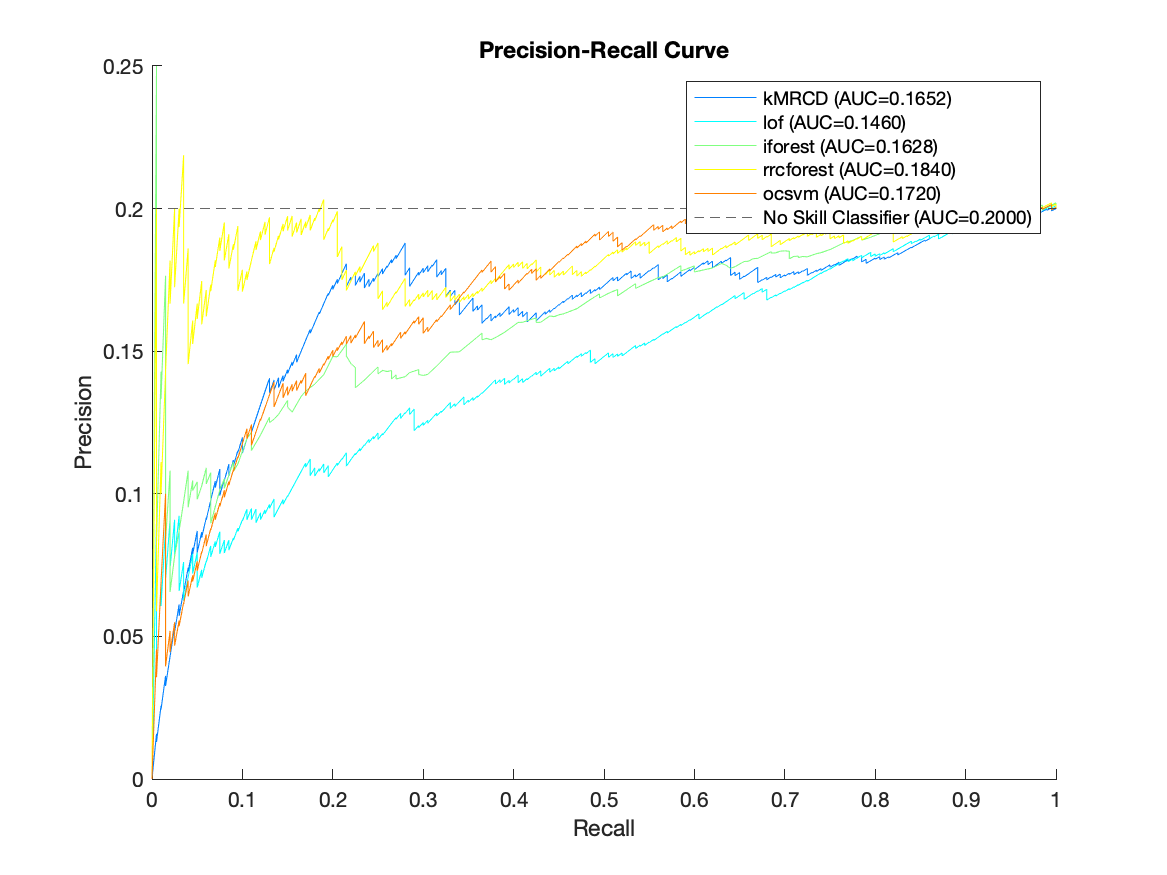 Precision-Recall Curve
0.25
kMRCD (AUC=0.1652)
lof (AUC=0.1460)
iforest (AUC=0.1628)
rrcforest (AUC=0.1840)
ocsvm (AUC=0.1720)
No Skill Classifier (AUC=0.2000)
0.2
0.15
0.1
0.05
0
Precision
0 0.1 0.2 0.3 0.4 0.5 0.6 0.7 0.8 0.9 1
Recall